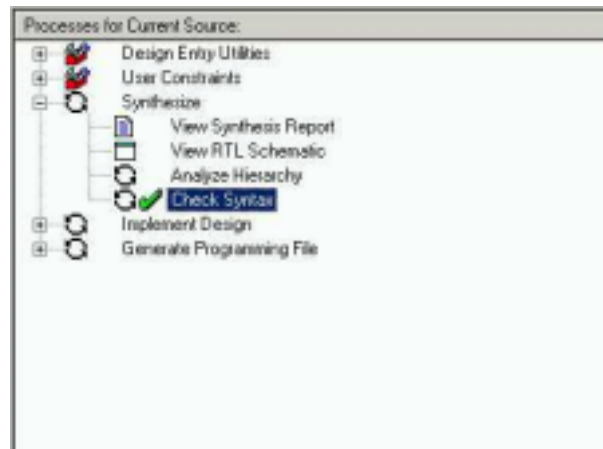 Processes for Current Source:
Design Entry Utilities
User Constraints
Synthesize
View Synthesis Report
View RTL Schematic
Analyze Hierarchy
Check Syntax
Implement Design
Generate Programming File